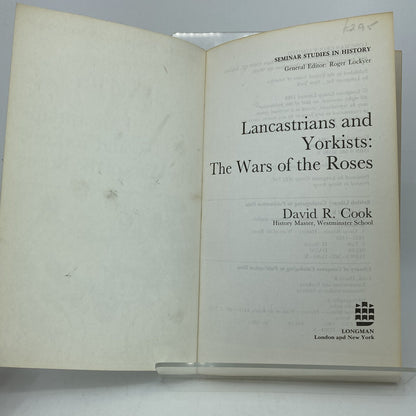 1295
SEMINAR STUDIES IN HISTORY
General Editor: Roger Lockyer
Lancastrians and
Yorkists:
The Wars of the Roses
David R. Cook
History Master, Westminster School
LONGMAN
London and New York